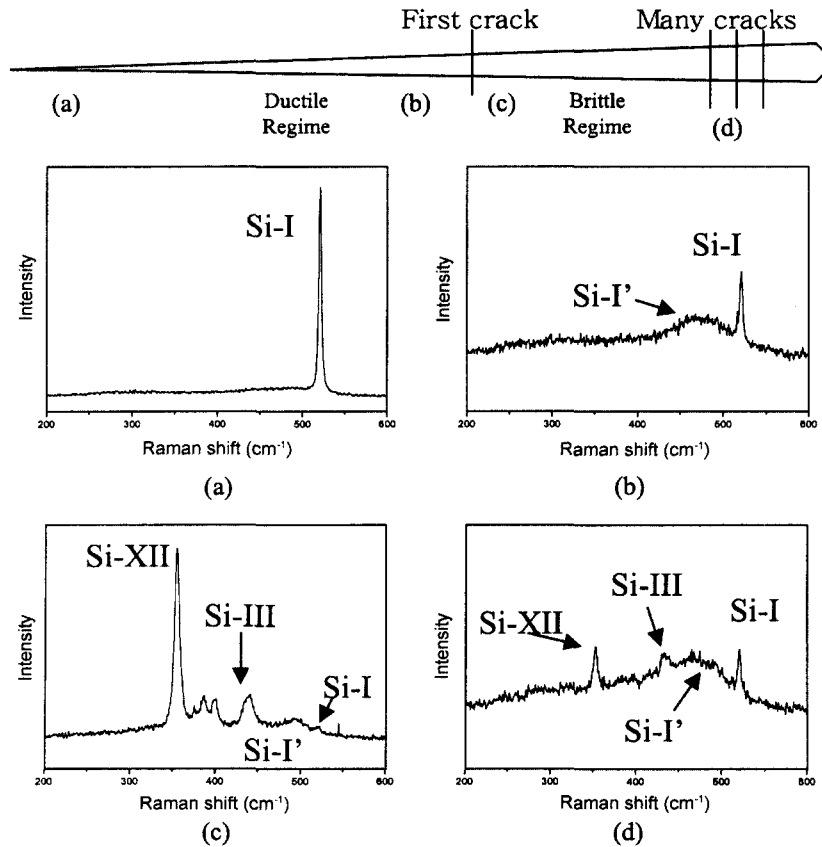 First crack Many cracks
(a) Ductile Regime (b) (c) Brittle Regime (d)
Si-I
Intensity
200 300 400 500 600
Raman shift (cm⁻¹)
(a)
Si-I
Si-I’
Intensity
200 300 400 500 600
Raman shift (cm⁻¹)
(b)
Si-XII
Si-III
Si-I
Si-I’
Intensity
200 300 400 500 600
Raman shift (cm⁻¹)
(c)
Si-III
Si-XII
Si-I
Si-I’
Intensity
200 300 400 500 600
Raman shift (cm⁻¹)
(d)